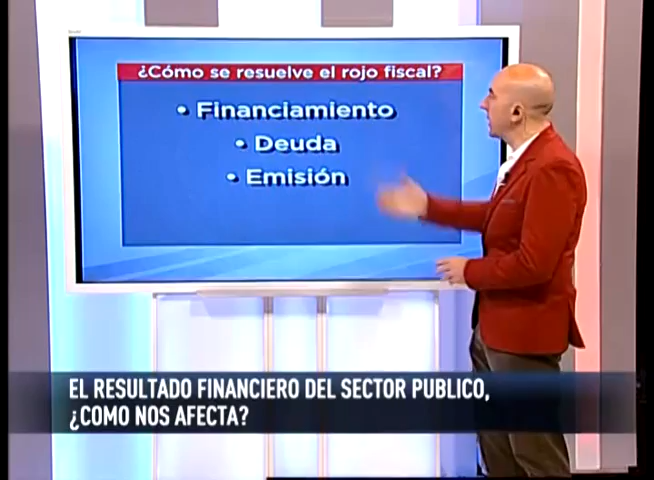 ¿Cómo se resuelve el rojo fiscal?
• Financiamiento
• Deuda
• Emisión
EL RESULTADO FINANCIERO DEL SECTOR PUBLICO,
¿COMO NOS AFECTA?